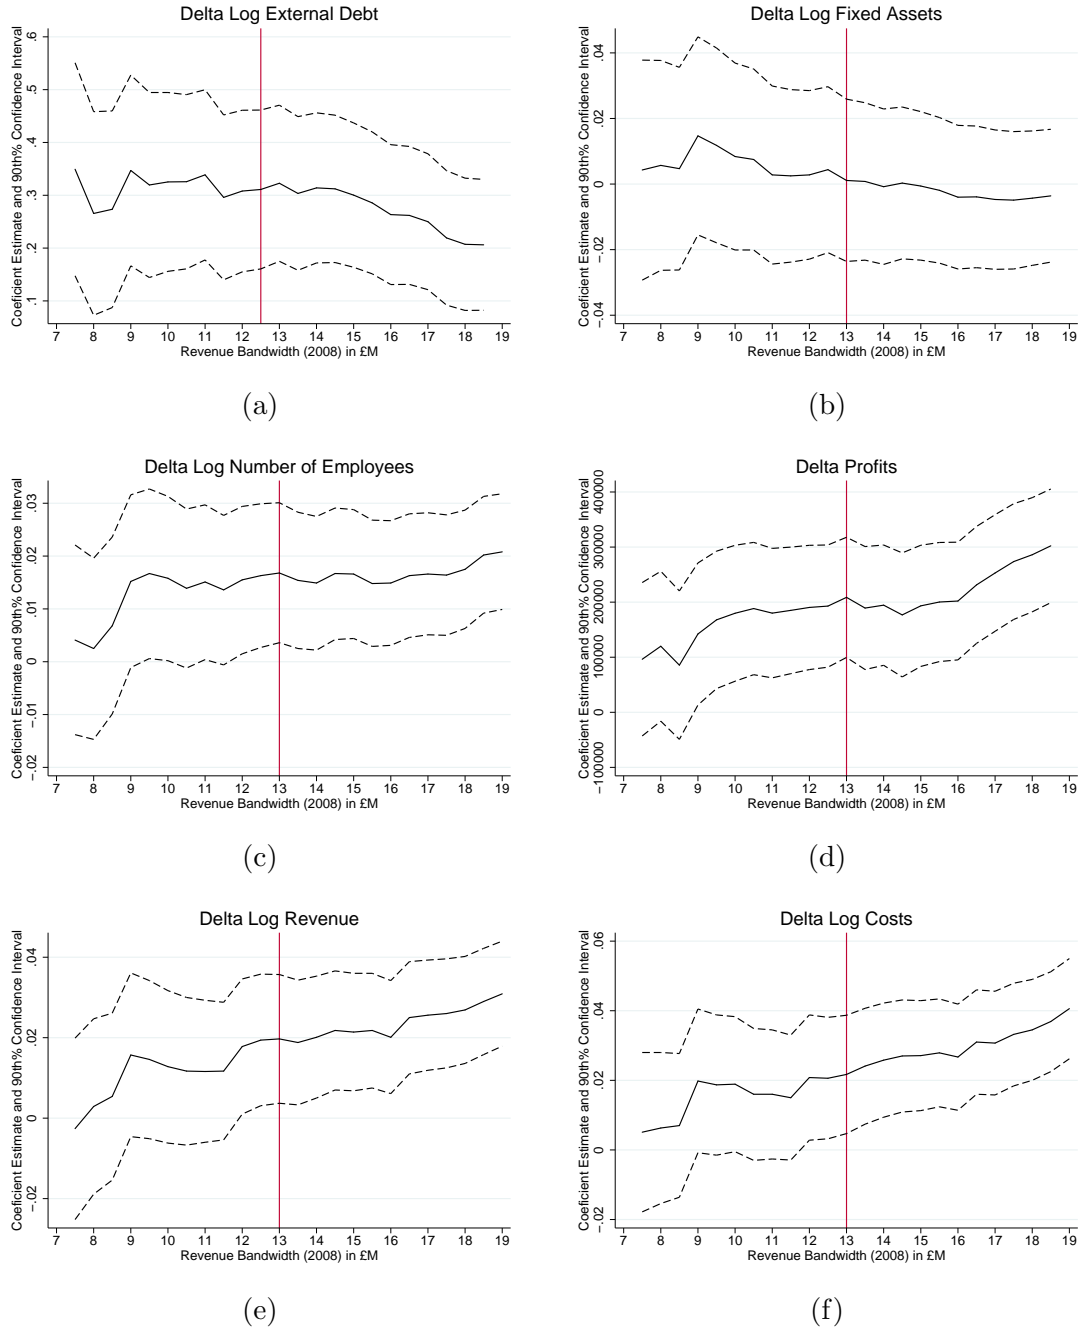 Delta Log External Debt
Coeficient Estimate and 90th% Confidence Interval
.6
.5
.4
.3
.2
.1
7 8 9 10 11 12 13 14 15 16 17 18 19
Revenue Bandwidth (2008) in £M
(a)
Delta Log Fixed Assets
Coeficient Estimate and 90th% Confidence Interval
.04
.02
0
−.02
−.04
7 8 9 10 11 12 13 14 15 16 17 18 19
Revenue Bandwidth (2008) in £M
(b)
Delta Log Number of Employees
Coeficient Estimate and 90th% Confidence Interval
.03
.02
.01
0
−.01
−.02
7 8 9 10 11 12 13 14 15 16 17 18 19
Revenue Bandwidth (2008) in £M
(c)
Delta Profits
Coeficient Estimate and 90th% Confidence Interval
400000
300000
200000
100000
0
−100000
7 8 9 10 11 12 13 14 15 16 17 18 19
Revenue Bandwidth (2008) in £M
(d)
Delta Log Revenue
Coeficient Estimate and 90th% Confidence Interval
.04
.02
0
−.02
7 8 9 10 11 12 13 14 15 16 17 18 19
Revenue Bandwidth (2008) in £M
(e)
Delta Log Costs
Coeficient Estimate and 90th% Confidence Interval
.06
.04
.02
0
−.02
7 8 9 10 11 12 13 14 15 16 17 18 19
Revenue Bandwidth (2008) in £M
(f)